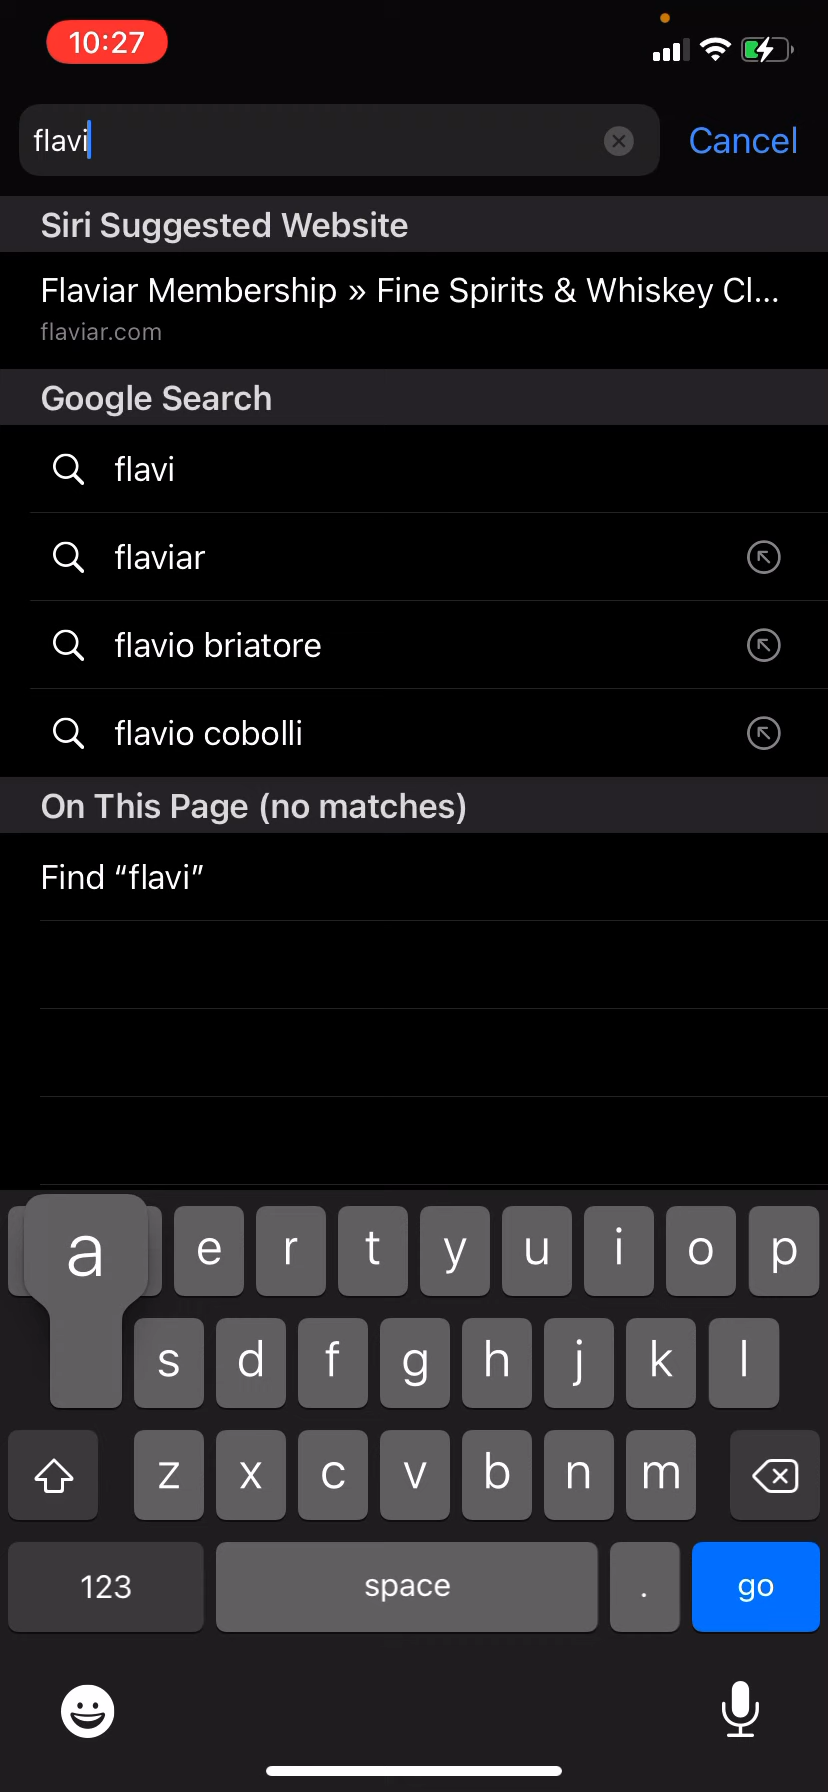 10:27
flavi
Cancel
Siri Suggested Website
Flaviar Membership » Fine Spirits & Whiskey Cl...
flaviar.com
Google Search
flavi
flaviar
flavio briatore
flavio cobolli
On This Page (no matches)
Find “flavi”
a e r t y u i o p
s d f g h j k l
z x c v b n m
123 space . go